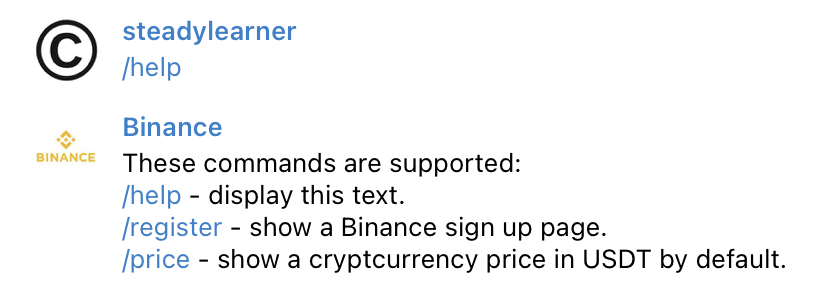 steadylearner
/help
Binance
BINANCE
These commands are supported:
/help - display this text.
/register - show a Binance sign up page.
/price - show a cryptcurrency price in USDT by default.